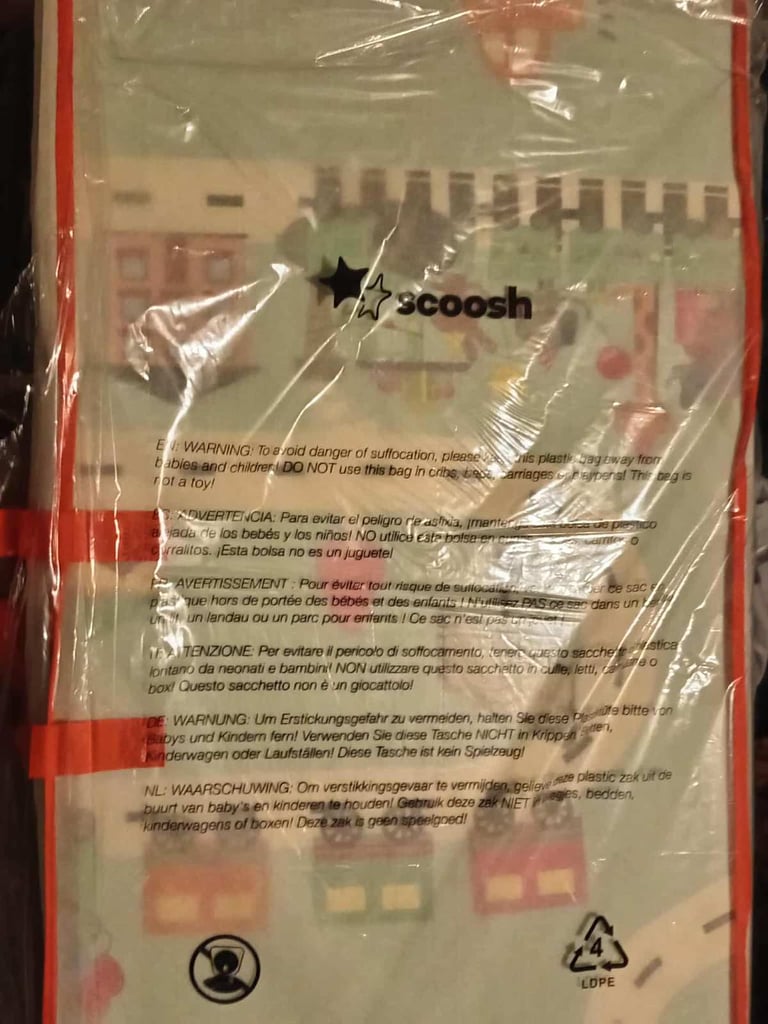 scoosh
EN: WARNING: To avoid danger of suffocation, please keep this plastic bag away from
babies and children! DO NOT use this bag in cribs, beds, carriages or playpens! This bag is
not a toy!
ADVERTENCIA: Para evitar el peligro de asfixia, ¡mantenga esta bolsa de plástico
alejada de los bebés y los niños! NO utilice esta bolsa en o
corralitos. ¡Esta bolsa no es un juguete!
AVERTISSEMENT : Pour éviter tout risque de suffocation, ce sac en
plastique hors de portée des bébés et des enfants ! N'utilisez PAS ce sac dans un
un landau ou un parc pour enfants ! Ce sac n'est pas un jouet !
IT: ATTENZIONE: Per evitare il pericolo di soffocamento, tenere questo sacchetto plastica
lontano da neonati e bambini! NON utilizzare questo sacchetto in culle, letti, o
box! Questo sacchetto non è un giocattolo!
DE: WARNUNG: Um Erstickungsgefahr zu vermeiden, halten Sie diese Plastiktüte bitte von
Babys und Kindern fern! Verwenden Sie diese Tasche NICHT in Krippen,
Kinderwagen oder Laufställen! Diese Tasche ist kein Spielzeug!
NL: WAARSCHUWING: Om verstikkingsgevaar te vermijden, gelieve deze plastic zak uit de
buurt van baby's en kinderen te houden! Gebruik deze zak NIET in bedden,
kinderwagens of boxen! Deze zak is geen speelgoed!
4
LDPE